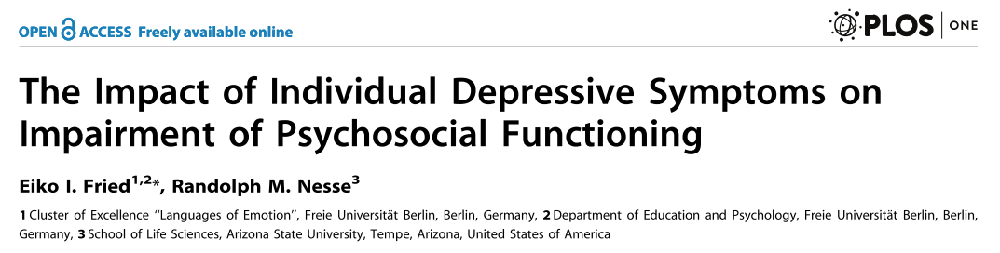 OPEN ACCESS Freely available online
PLOS ONE
The Impact of Individual Depressive Symptoms on
Impairment of Psychosocial Functioning
Eiko I. Fried1,2*, Randolph M. Nesse3
1 Cluster of Excellence “Languages of Emotion”, Freie Universität Berlin, Berlin, Germany, 2 Department of Education and Psychology, Freie Universität Berlin, Berlin,
Germany, 3 School of Life Sciences, Arizona State University, Tempe, Arizona, United States of America